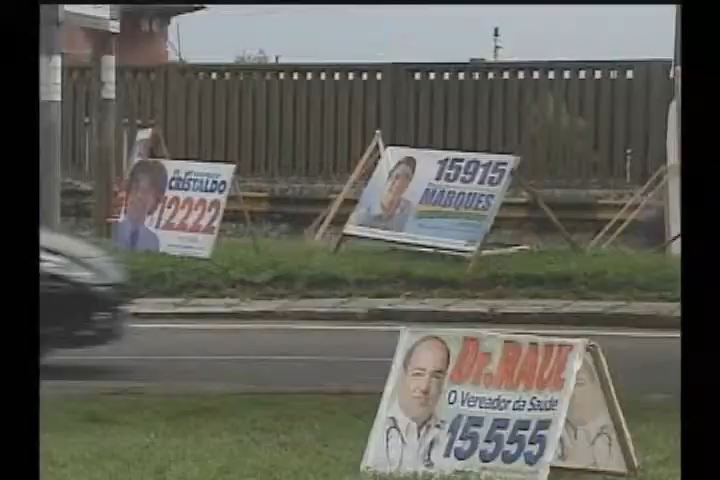 CRISTALDO
12222
15915
MARQUES
Dr. RAUL
O Vereador da Saúde
15555